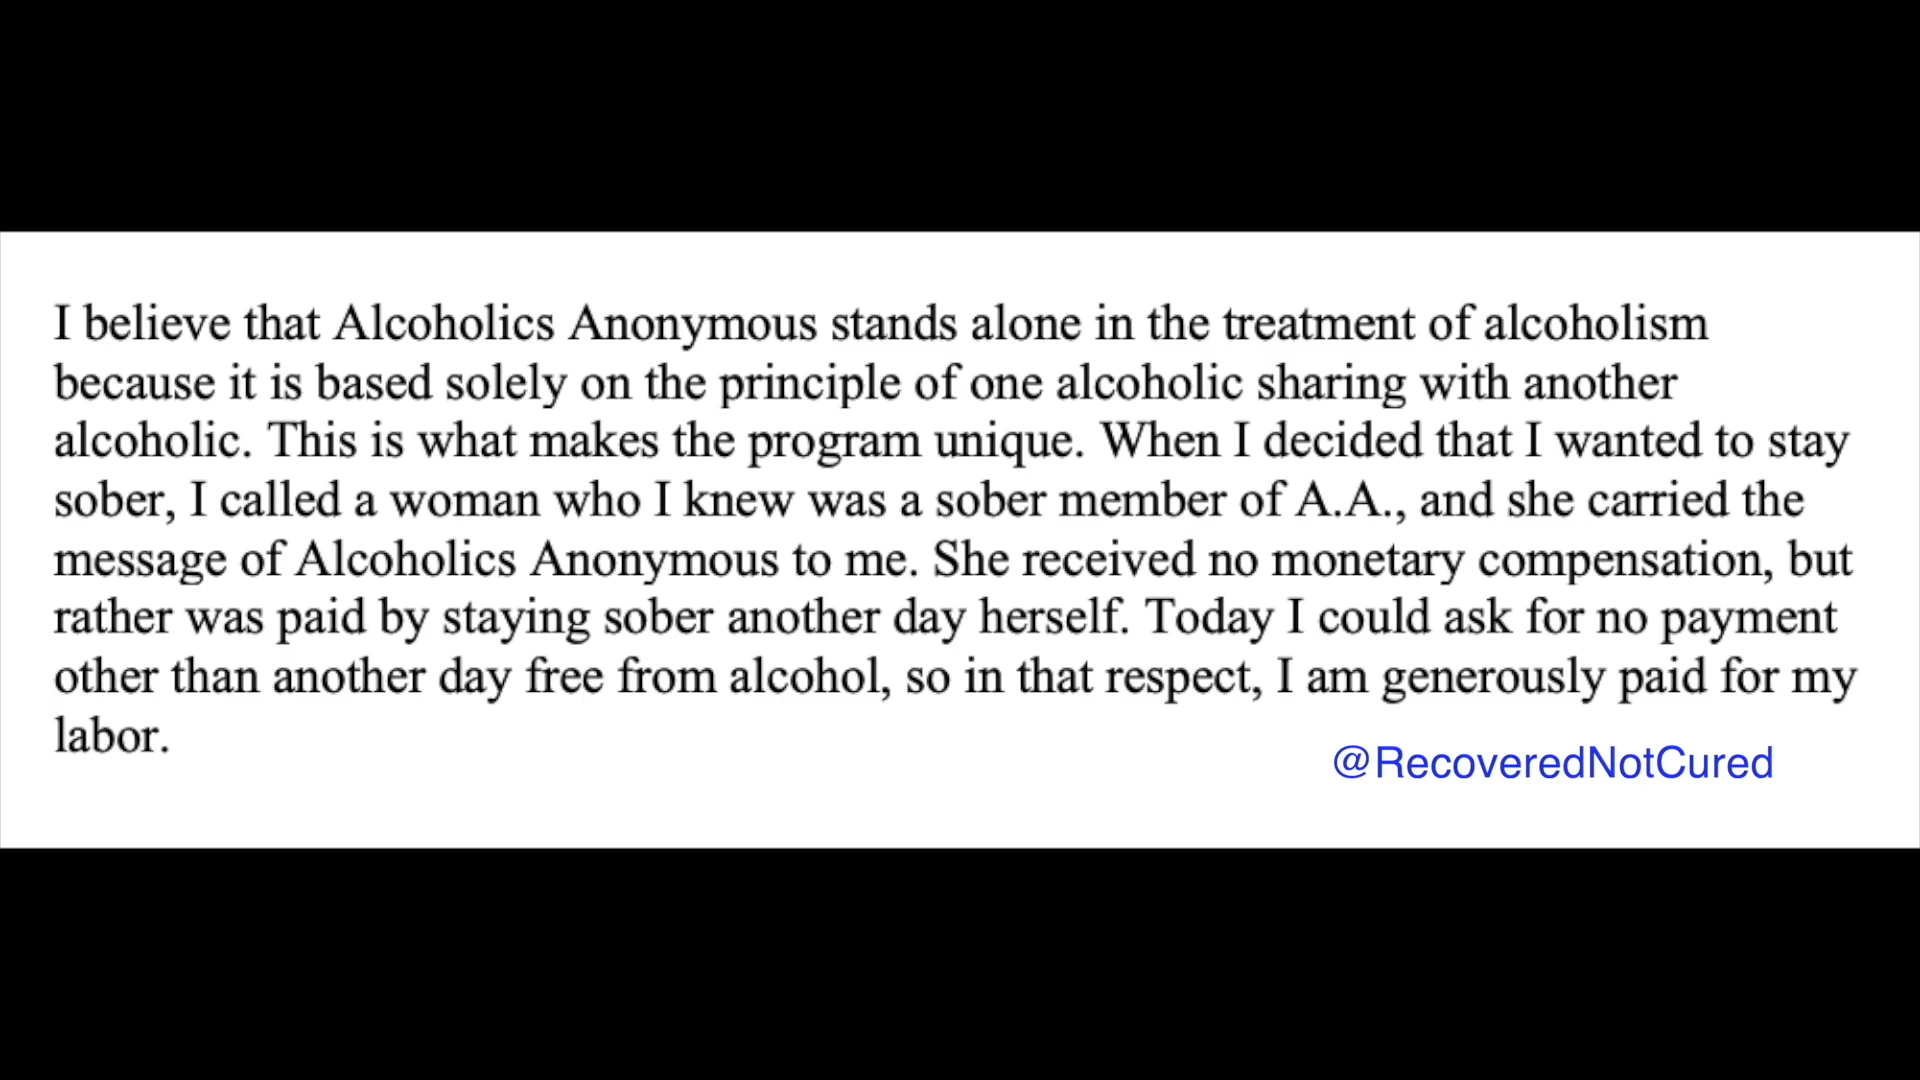 I believe that Alcoholics Anonymous stands alone in the treatment of alcoholism
because it is based solely on the principle of one alcoholic sharing with another
alcoholic. This is what makes the program unique. When I decided that I wanted to stay
sober, I called a woman who I knew was a sober member of A.A., and she carried the
message of Alcoholics Anonymous to me. She received no monetary compensation, but
rather was paid by staying sober another day herself. Today I could ask for no payment
other than another day free from alcohol, so in that respect, I am generously paid for my
labor.
@RecoveredNotCured